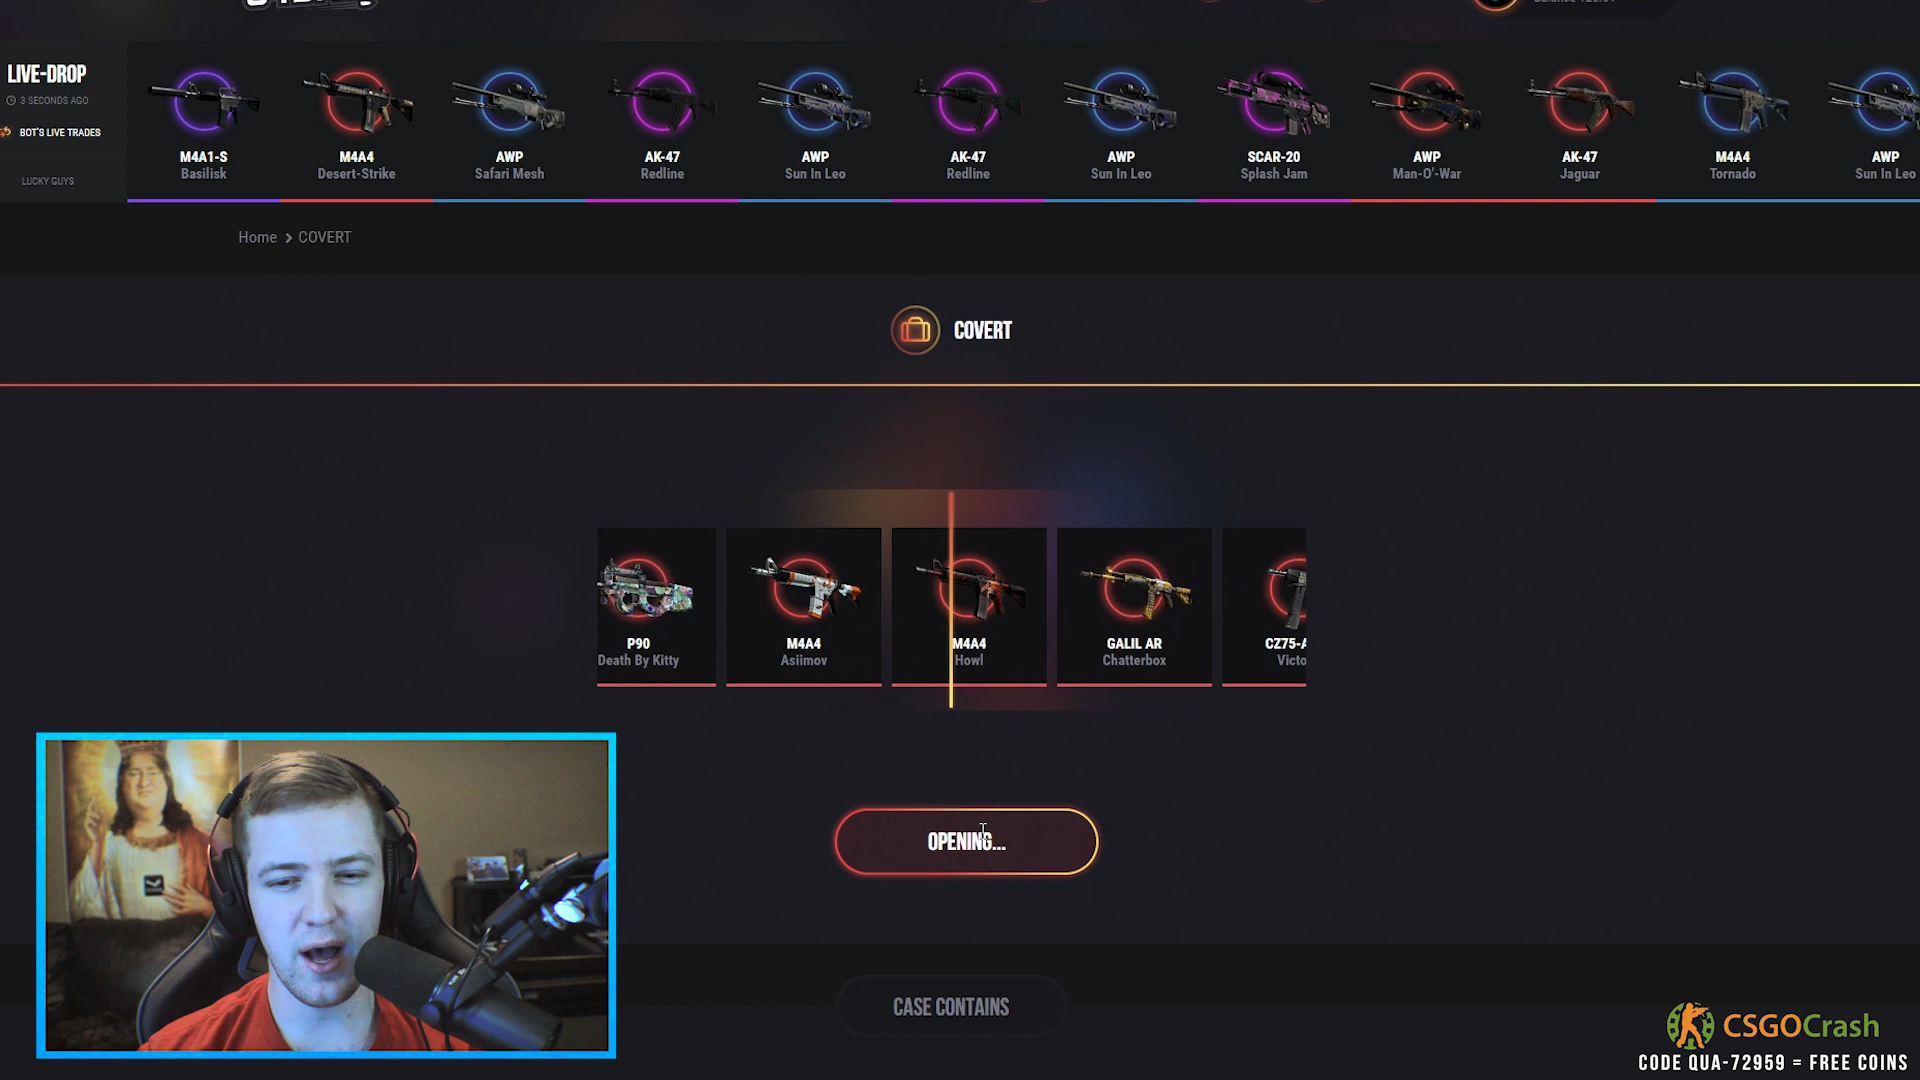 LIVE-DROP
3 SECONDS AGO
BOT'S LIVE TRADES
LUCKY GUYS
M4A1-S
Basilisk
M4A4
Desert-Strike
AWP
Safari Mesh
AK-47
Redline
AWP
Sun In Leo
AK-47
Redline
AWP
Sun In Leo
SCAR-20
Splash Jam
AWP
Man-O'-War
AK-47
Jaguar
M4A4
Tornado
AWP
Sun In Leo
Home > COVERT
COVERT
P90
Death By Kitty
M4A4
Asiimov
M4A4
Howl
GALIL AR
Chatterbox
CZ75-A
Victo
OPENING...
CASE CONTAINS
CSGOCrash
CODE QUA-72959 = FREE COINS